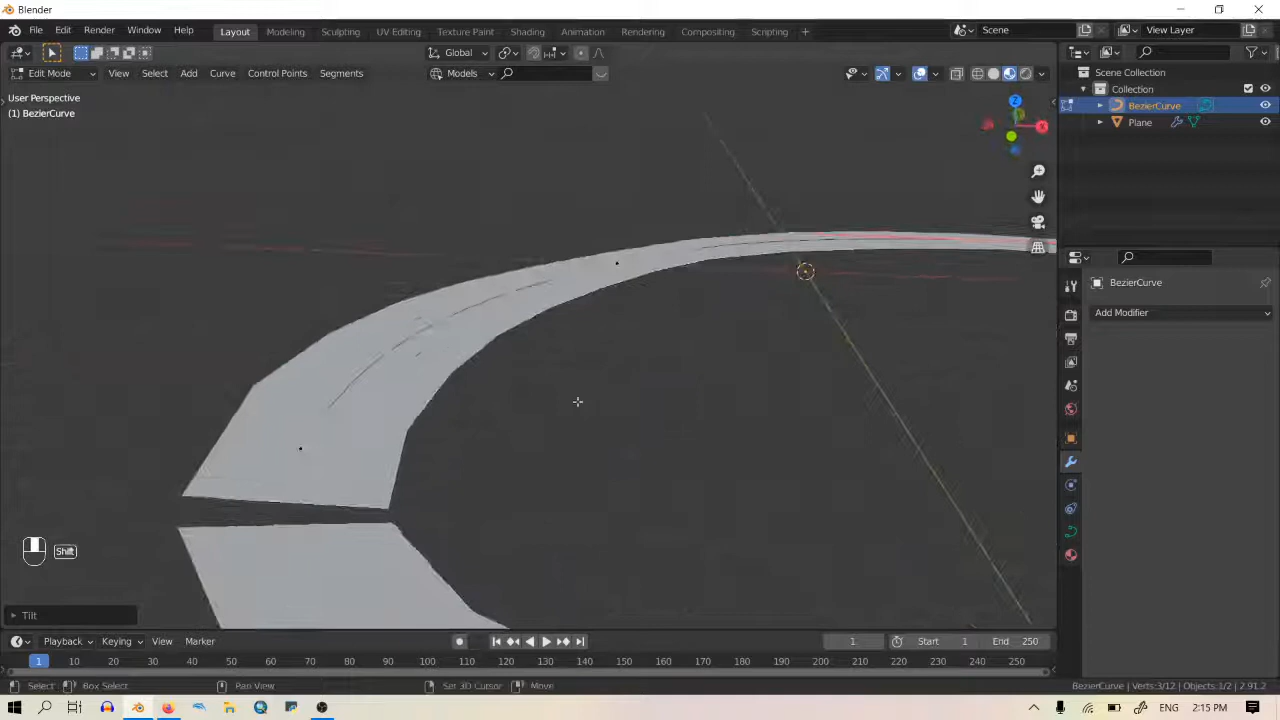 Blender
File Edit Render Window Help Layout Modeling Sculpting UV Editing Texture Paint Shading Animation Rendering Compositing Scripting + Scene View Layer
Global
Edit Mode View Select Add Curve Control Points Segments Models
Scene Collection
Collection
BezierCurve
Plane
User Perspective
(1) BezierCurve
Z
X
BezierCurve
Add Modifier
Shift
Tilt
Playback Keying View Marker 1 Start 1 End 250
1 10 20 30 40 50 60 70 80 90 100 110 120 130 140 150 160 170 180 190 200 210 220 230 240 250
Select Box Select Pan View Set 3D Cursor Move BezierCurve | Verts:3/12 | Objects:1/2 | 2.91.2
ENG 2:15 PM